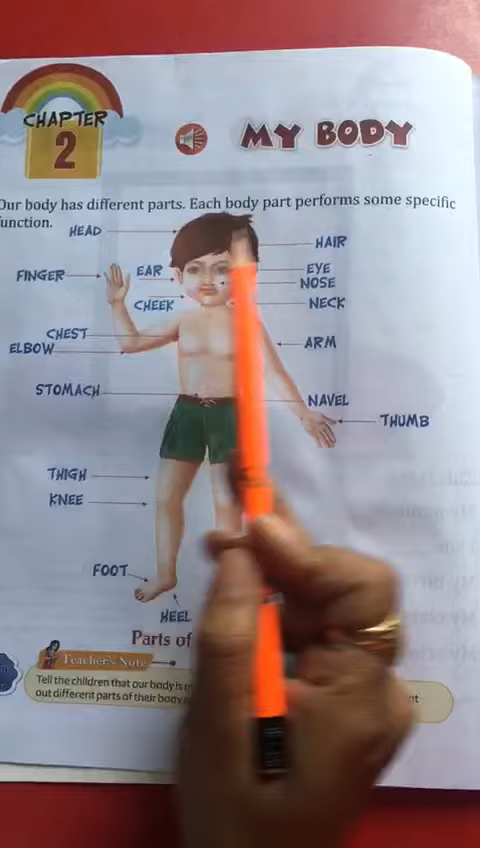 CHAPTER
2
MY BODY
Our body has different parts. Each body part performs some specific
function.
HEAD
HAIR
FINGER
EAR
EYE
NOSE
CHEEK
NECK
CHEST
ELBOW
ARM
STOMACH
NAVEL
THUMB
THIGH
KNEE
FOOT
HEEL
Parts of
Teacher's Note
Tell the children that our body is
out different parts of their body